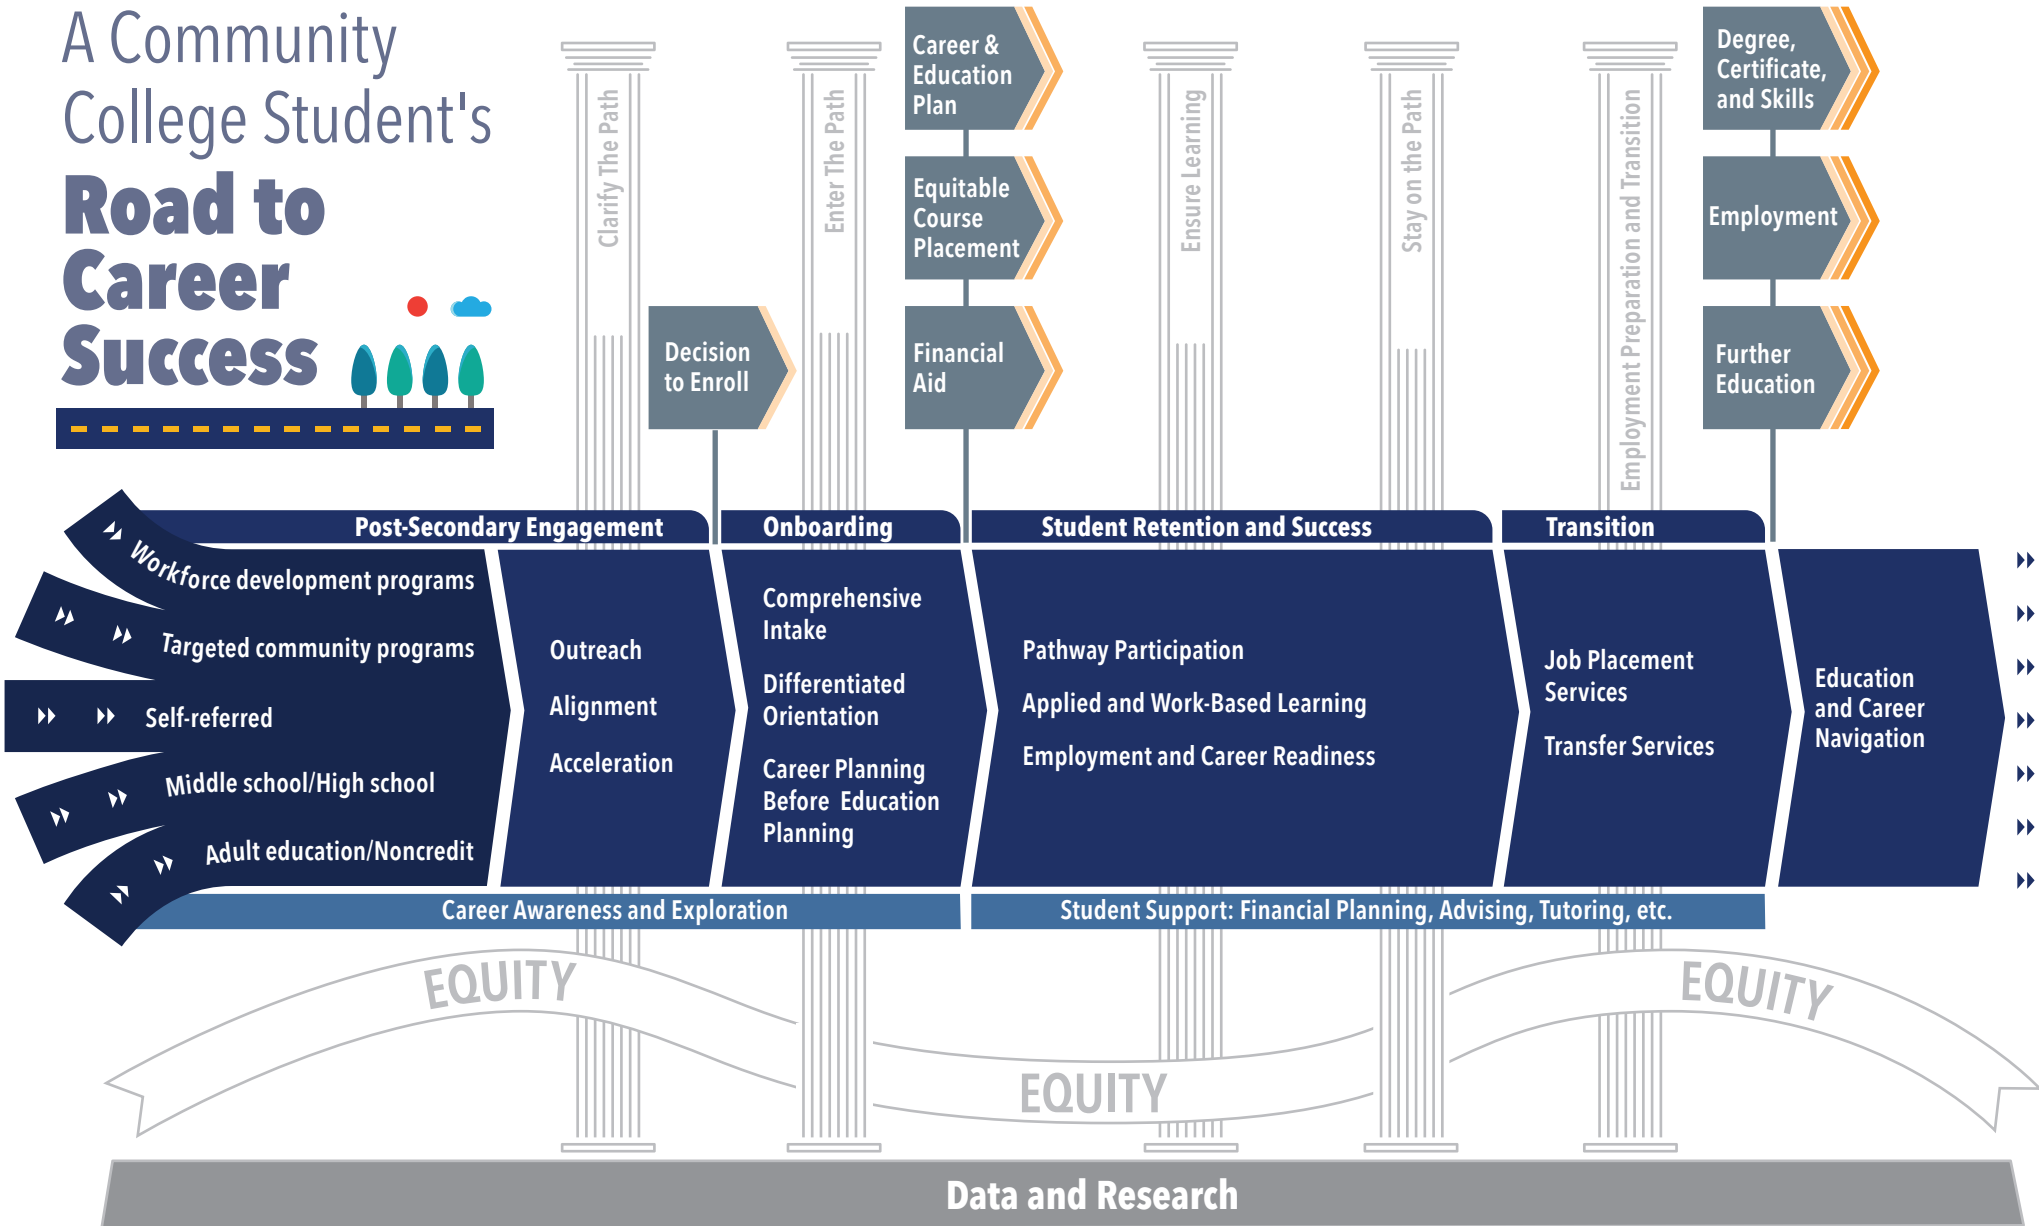 A Community
College Student's
Road to
Career
Success
Clarify The Path
Enter The Path
Ensure Learning
Stay on the Path
Employment Preparation and Transition
Decision
to Enroll
Career &
Education
Plan
Equitable
Course
Placement
Financial
Aid
Degree,
Certificate,
and Skills
Employment
Further
Education
Post-Secondary Engagement
Onboarding
Student Retention and Success
Transition
Workforce development programs
Targeted community programs
Self-referred
Middle school/High school
Adult education/Noncredit
Outreach
Alignment
Acceleration
Comprehensive
Intake
Differentiated
Orientation
Career Planning
Before Education
Planning
Pathway Participation
Applied and Work-Based Learning
Employment and Career Readiness
Job Placement
Services
Transfer Services
Education
and Career
Navigation
Career Awareness and Exploration
Student Support: Financial Planning, Advising, Tutoring, etc.
EQUITY
EQUITY
EQUITY
Data and Research